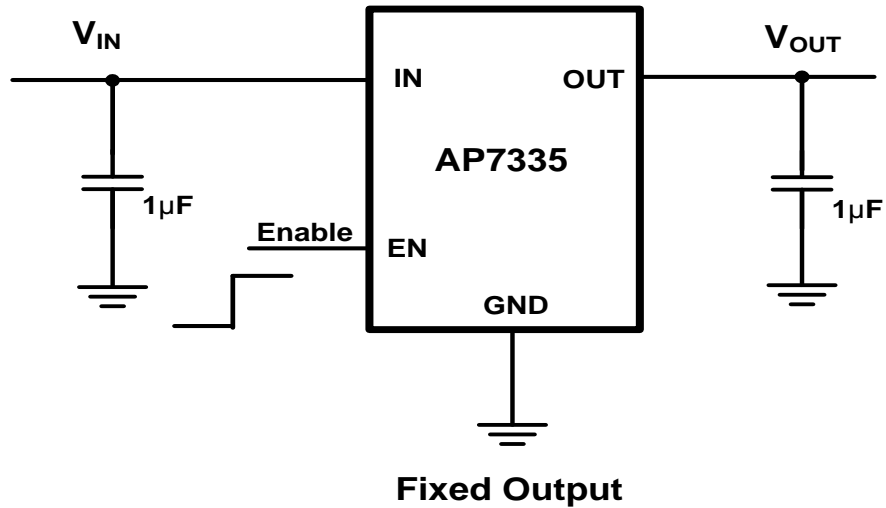 VIN
VOUT
IN
OUT
AP7335
1µF
1µF
Enable
EN
GND
Fixed Output